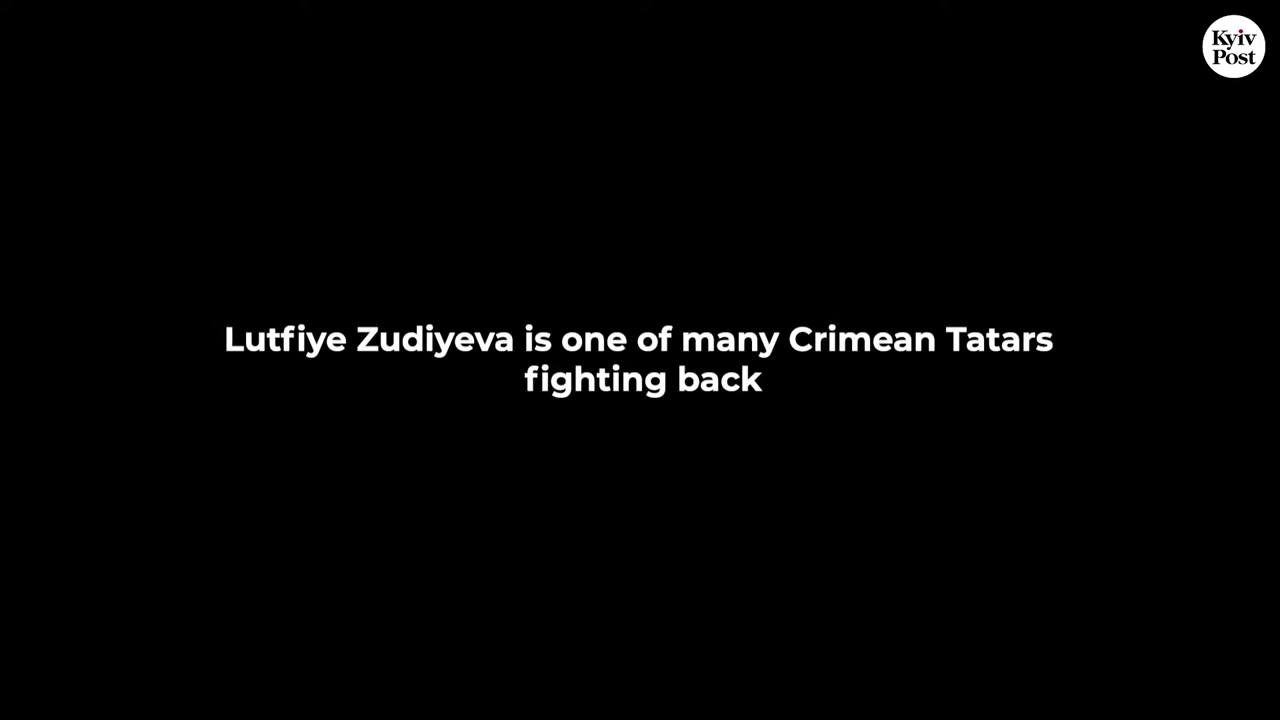 Kyiv
Post
Lutfiye Zudiyeva is one of many Crimean Tatars
fighting back